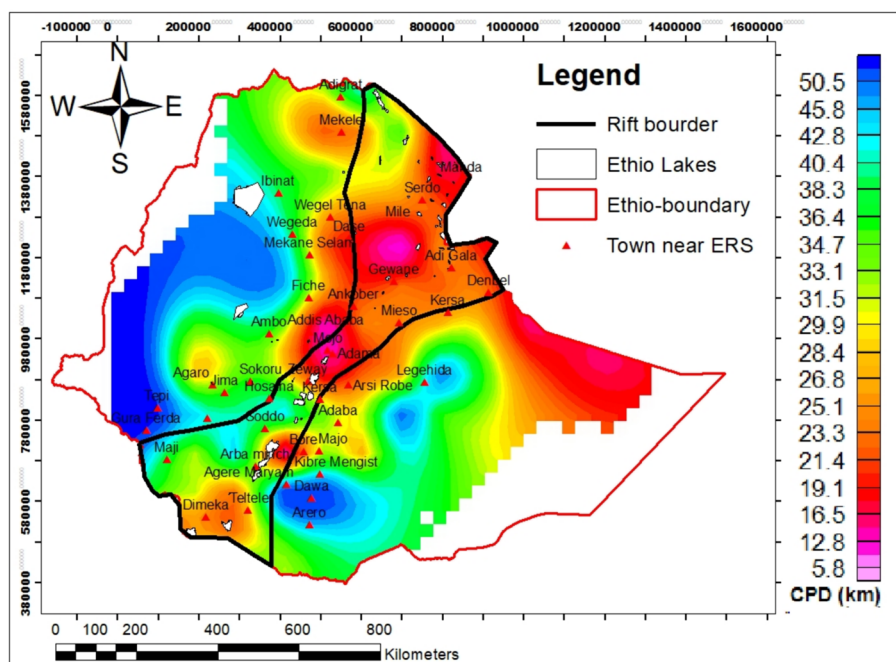 -1000000 0 200000 400000 600000 800000 1000000 1200000 1400000 1600000
1580000
1380000
1180000
980000
780000
580000
380000
N
W E
S
Legend
Rift bourder
Ethio Lakes
Ethio-boundary
Town near ERS
Adigrat
Mekele
Manda
Ibinat
Serdo
Wegel Tena
Mile
Wegeda
Dase
Mekane Selam
Adi Gala
Gewane
Denbel
Fiche
Ankober
Kersa
Ambo
Addis Ababa
Mieso
Mojo
Adama
Agaro
Sokoru
Zeway
Legehida
Jima
Hosana
Kersa
Arsi Robe
Tepi
Gura Ferda
Soddo
Adaba
Maji
Bore
Majo
Arba minch
Kibre Mengist
Agere Maryam
Dawa
Teltele
Dimeka
Arero
50.5
45.8
42.8
40.4
38.3
36.4
34.7
33.1
31.5
29.9
28.4
26.8
25.1
23.3
21.4
19.1
16.5
12.8
5.8
CPD (km)
0 100 200 400 600 800
Kilometers